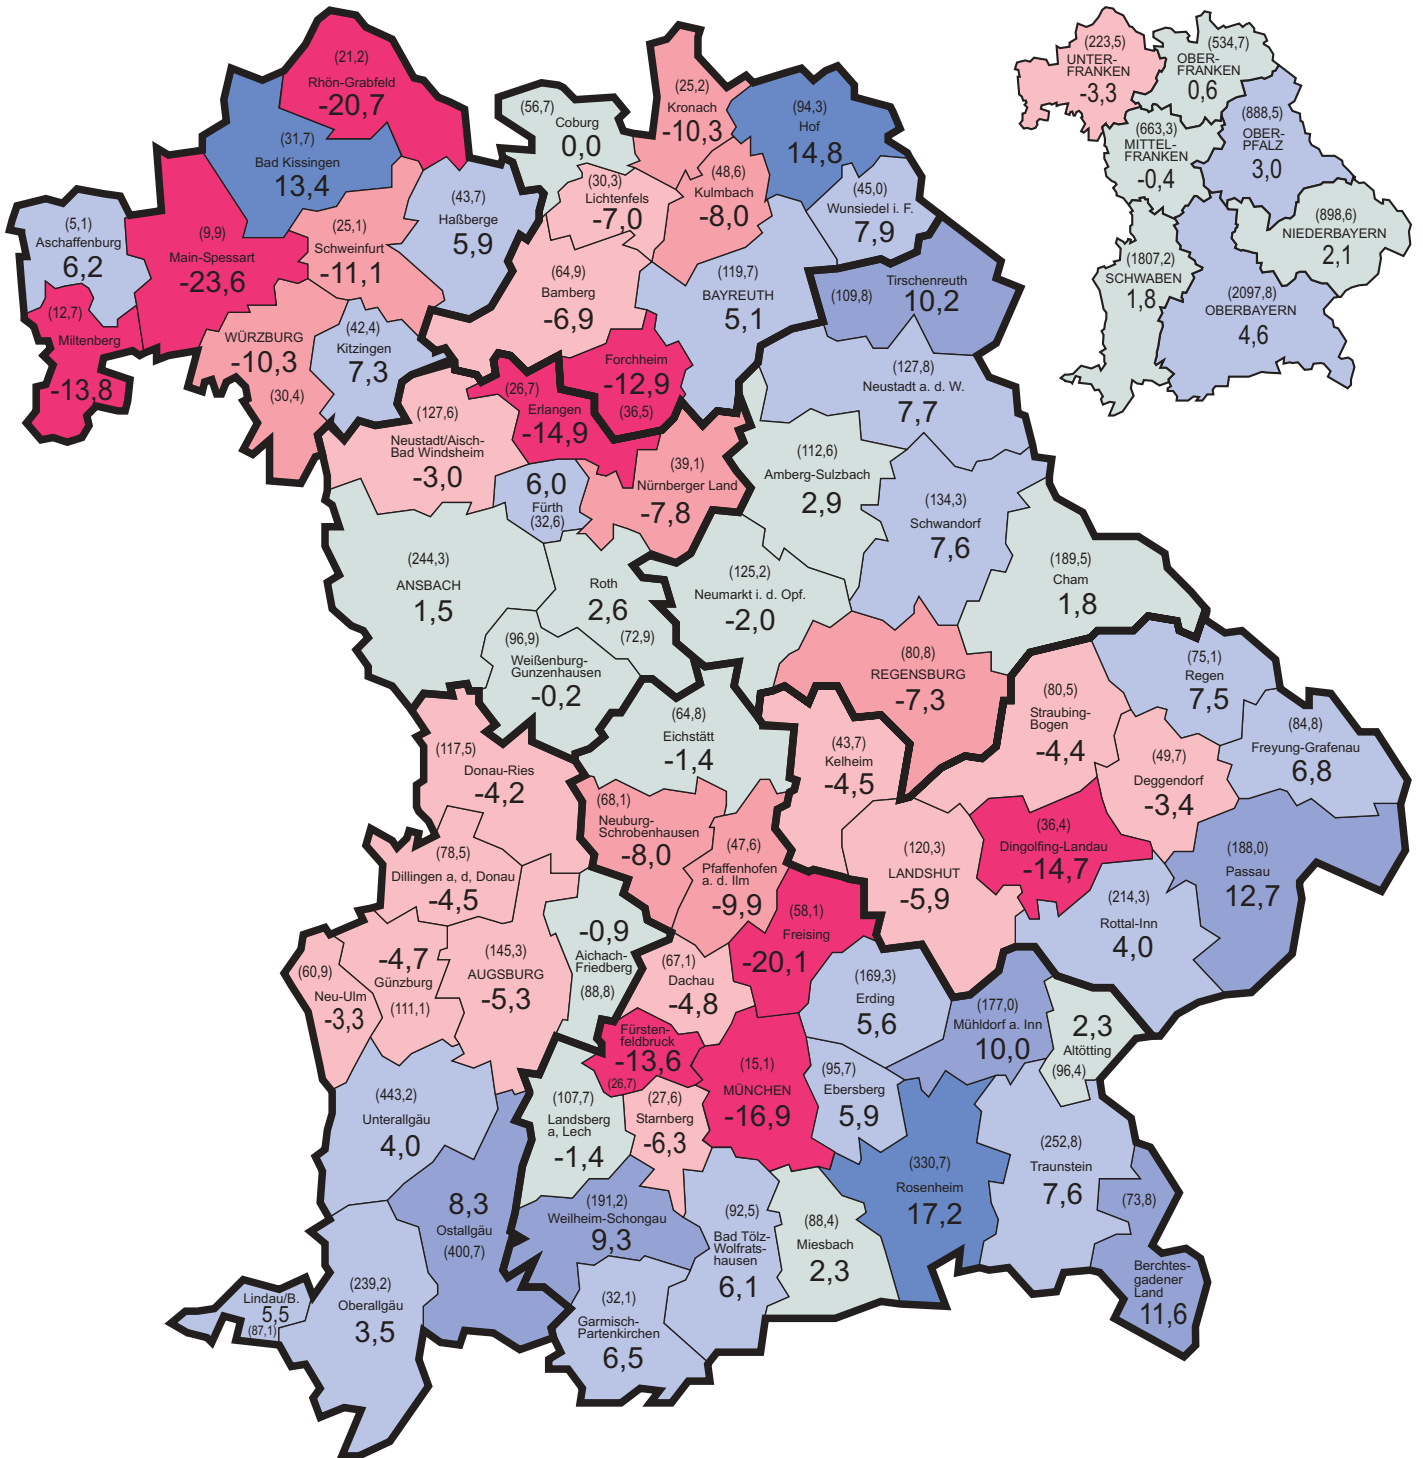 (21,2)
Rhön-Grabfeld
-20,7
(31,7)
Bad Kissingen
13,4
(5,1)
Aschaffenburg
6,2
(9,9)
Main-Spessart
-23,6
(12,7)
Miltenberg
-13,8
(25,1)
Schweinfurt
-11,1
(43,7)
Haßberge
5,9
WÜRZBURG
-10,3
(30,4)
(42,4)
Kitzingen
7,3
(56,7)
Coburg
0,0
(25,2)
Kronach
-10,3
(94,3)
Hof
14,8
(30,3)
Lichtenfels
-7,0
(48,6)
Kulmbach
-8,0
(45,0)
Wunsiedel i. F.
7,9
(64,9)
Bamberg
-6,9
(119,7)
BAYREUTH
5,1
Forchheim
-12,9
(36,5)
Tirschenreuth
(109,8)
10,2
(127,8)
Neustadt a. d. W.
7,7
(127,6)
Neustadt/Aisch-
Bad Windsheim
-3,0
(26,7)
Erlangen
-14,9
6,0
Fürth
(32,6)
(39,1)
Nürnberger Land
-7,8
(112,6)
Amberg-Sulzbach
2,9
(134,3)
Schwandorf
7,6
(244,3)
ANSBACH
1,5
Roth
2,6
(72,9)
(96,9)
Weißenburg-
Gunzenhausen
-0,2
(125,2)
Neumarkt i. d. Opf.
-2,0
(189,5)
Cham
1,8
(80,8)
REGENSBURG
-7,3
(75,1)
Regen
7,5
(80,5)
Straubing-
Bogen
-4,4
(84,8)
Freyung-Grafenau
6,8
(49,7)
Deggendorf
-3,4
(64,8)
Eichstätt
-1,4
(43,7)
Kelheim
-4,5
(117,5)
Donau-Ries
-4,2
(68,1)
Neuburg-
Schrobenhausen
-8,0
(47,6)
Pfaffenhofen
a. d. Ilm
-9,9
(120,3)
LANDSHUT
-5,9
(36,4)
Dingolfing-Landau
-14,7
(188,0)
Passau
12,7
(214,3)
Rottal-Inn
4,0
(78,5)
Dillingen a, d, Donau
-4,5
-4,7
Günzburg
(111,1)
(60,9)
Neu-Ulm
-3,3
(145,3)
AUGSBURG
-5,3
-0,9
Aichach-
Friedberg
(88,8)
(67,1)
Dachau
-4,8
(58,1)
Freising
-20,1
(169,3)
Erding
5,6
(177,0)
Mühldorf a. Inn
10,0
2,3
Altötting
(96,4)
Fürsten-
feldbruck
-13,6
(26,7)
(15,1)
MÜNCHEN
-16,9
(95,7)
Ebersberg
5,9
(443,2)
Unterallgäu
4,0
(107,7)
Landsberg
a, Lech
-1,4
(27,6)
Starnberg
-6,3
8,3
Ostallgäu
(400,7)
(191,2)
Weilheim-Schongau
9,3
(92,5)
Bad Tölz-
Wolfrats-
hausen
6,1
(88,4)
Miesbach
2,3
(330,7)
Rosenheim
17,2
(252,8)
Traunstein
7,6
(73,8)
Berchtes-
gadener
Land
11,6
Lindau/B.
5,5
(87,1)
(239,2)
Oberallgäu
3,5
(32,1)
Garmisch-
Partenkirchen
6,5
(223,5)
UNTER-
FRANKEN
-3,3
(534,7)
OBER-
FRANKEN
0,6
(663,3)
MITTEL-
FRANKEN
-0,4
(888,5)
OBER-
PFALZ
3,0
(898,6)
NIEDERBAYERN
2,1
(1807,2)
SCHWABEN
1,8
(2097,8)
OBERBAYERN
4,6